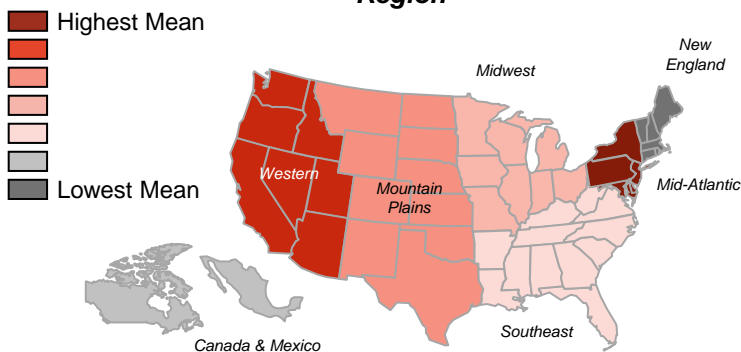 Region
Highest Mean
New
England
Midwest
Western
Mountain
Plains
Lowest Mean
Mid-Atlantic
Southeast
Canada & Mexico